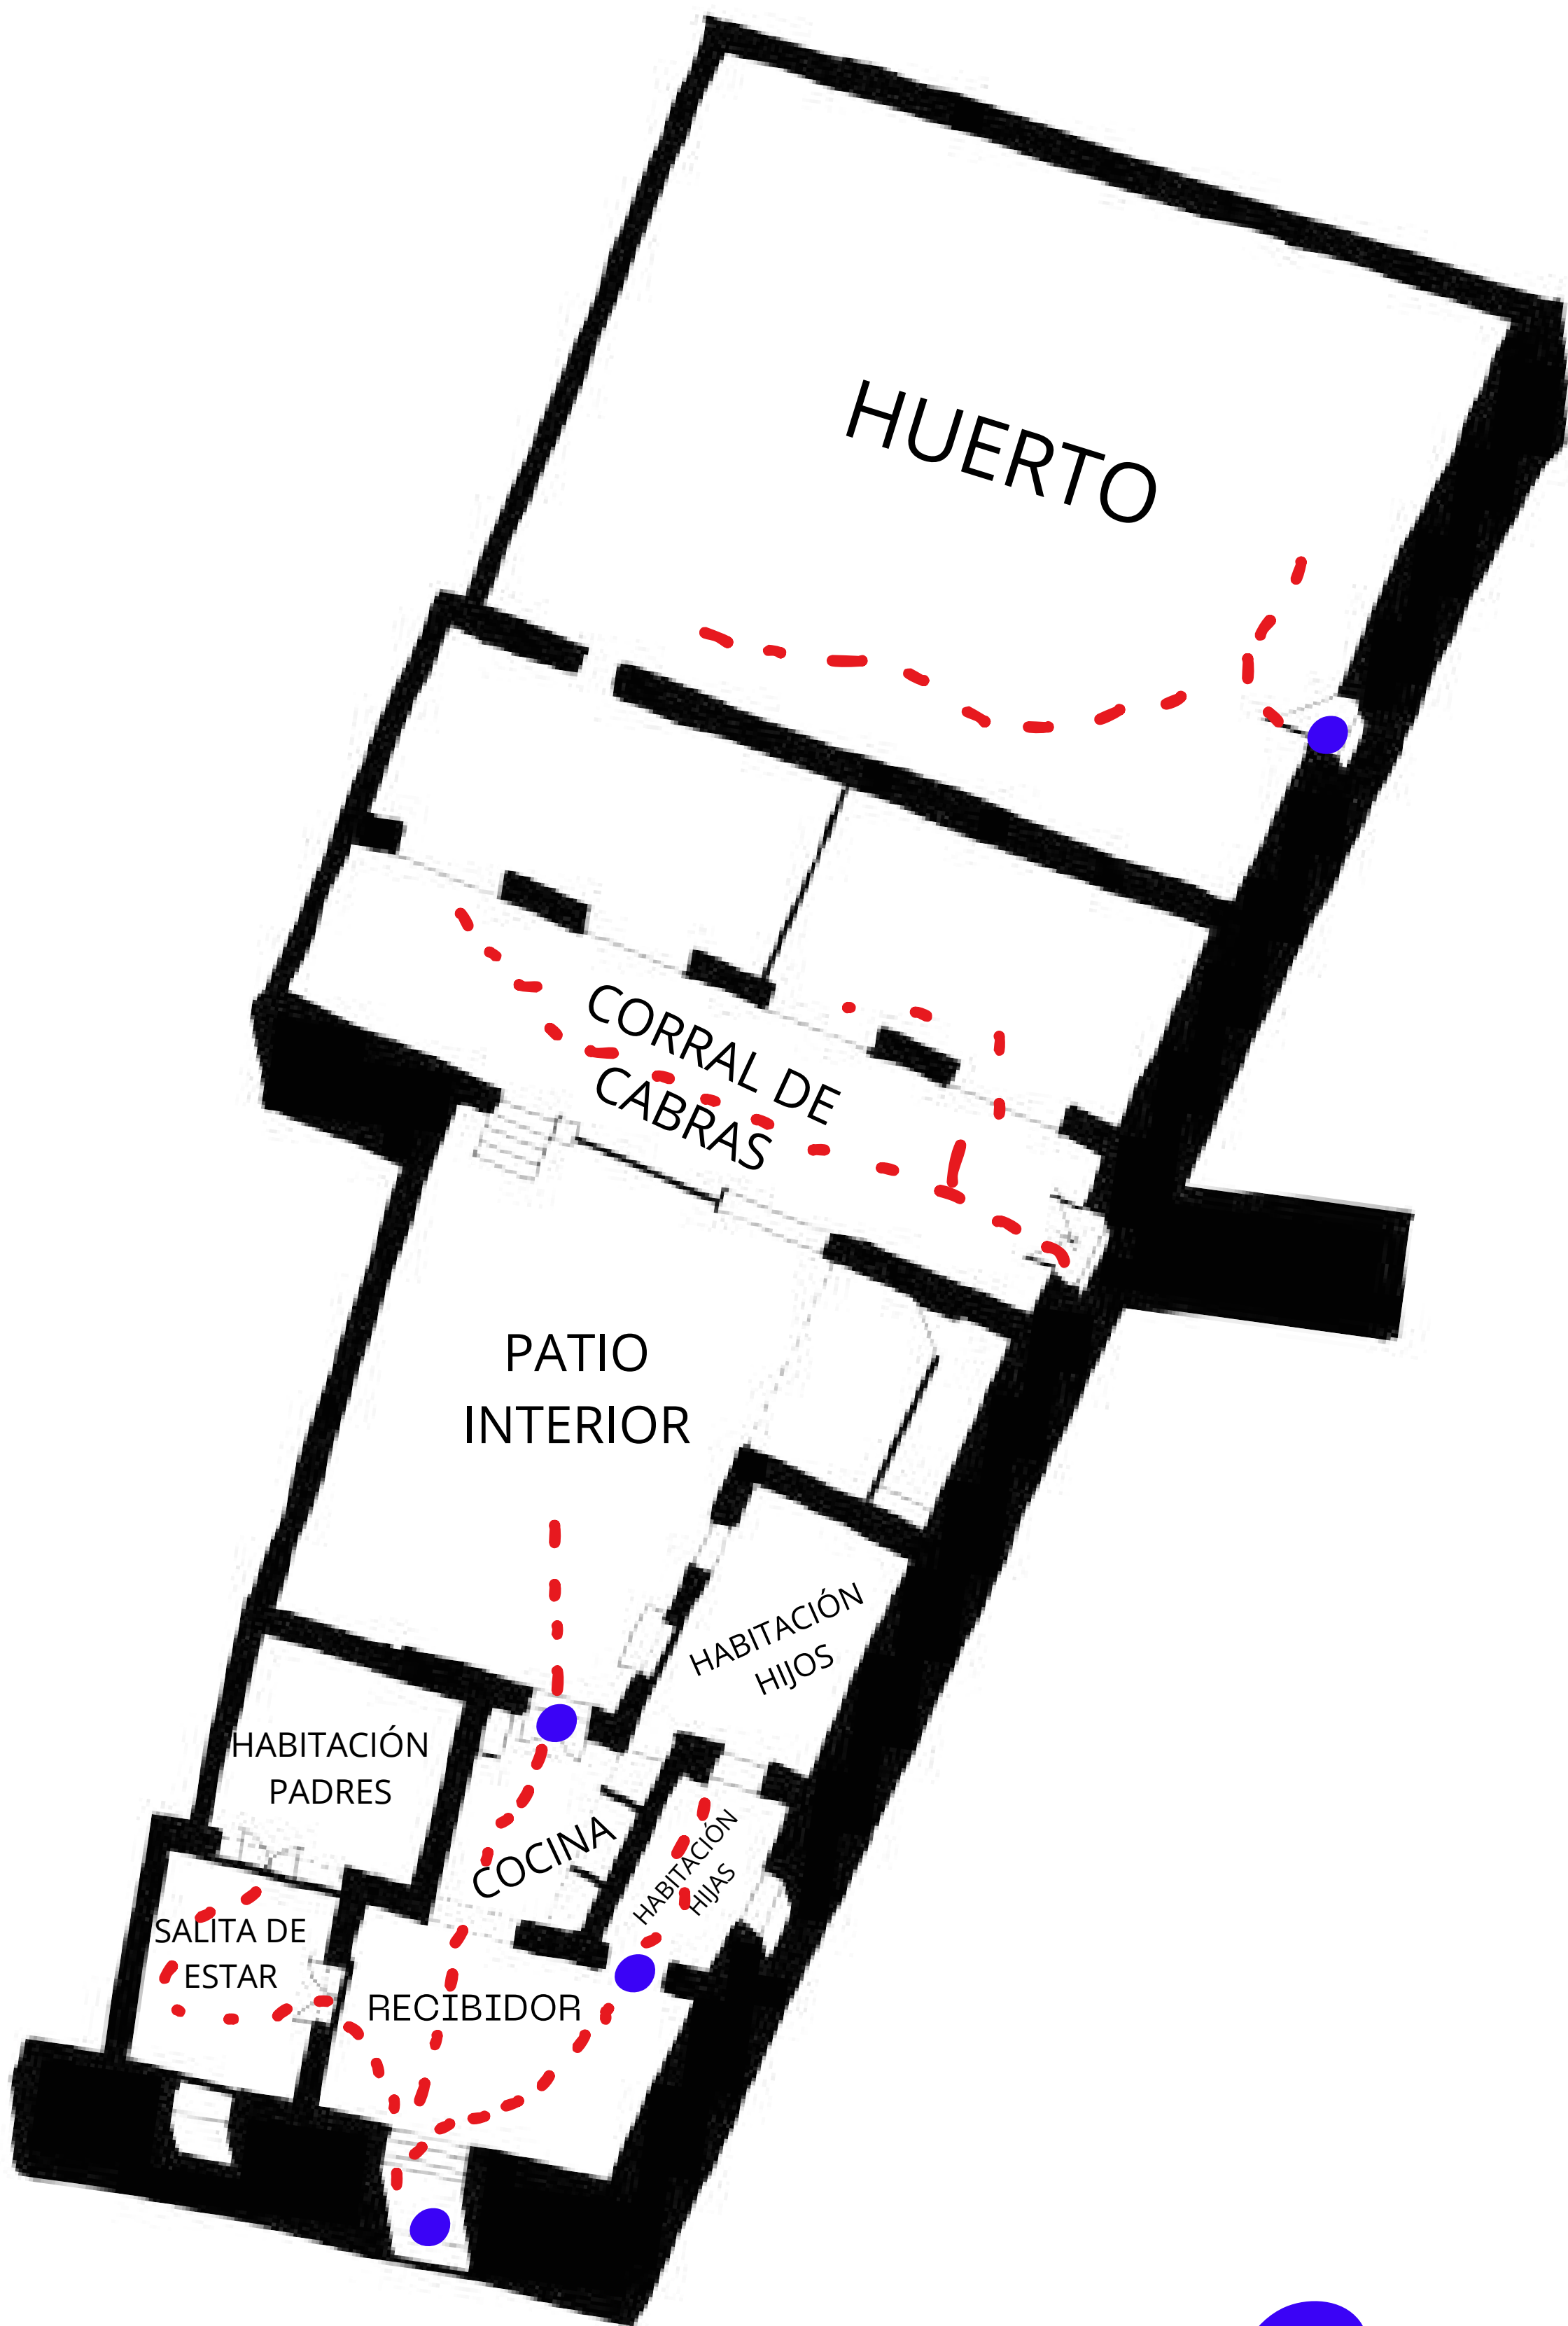 HUERTO
CORRAL DE
CABRAS
PATIO
INTERIOR
HABITACIÓN
HIJOS
HABITACIÓN
PADRES
COCINA
HABITACIÓN
HIJAS
SALITA DE
ESTAR
RECIBIDOR